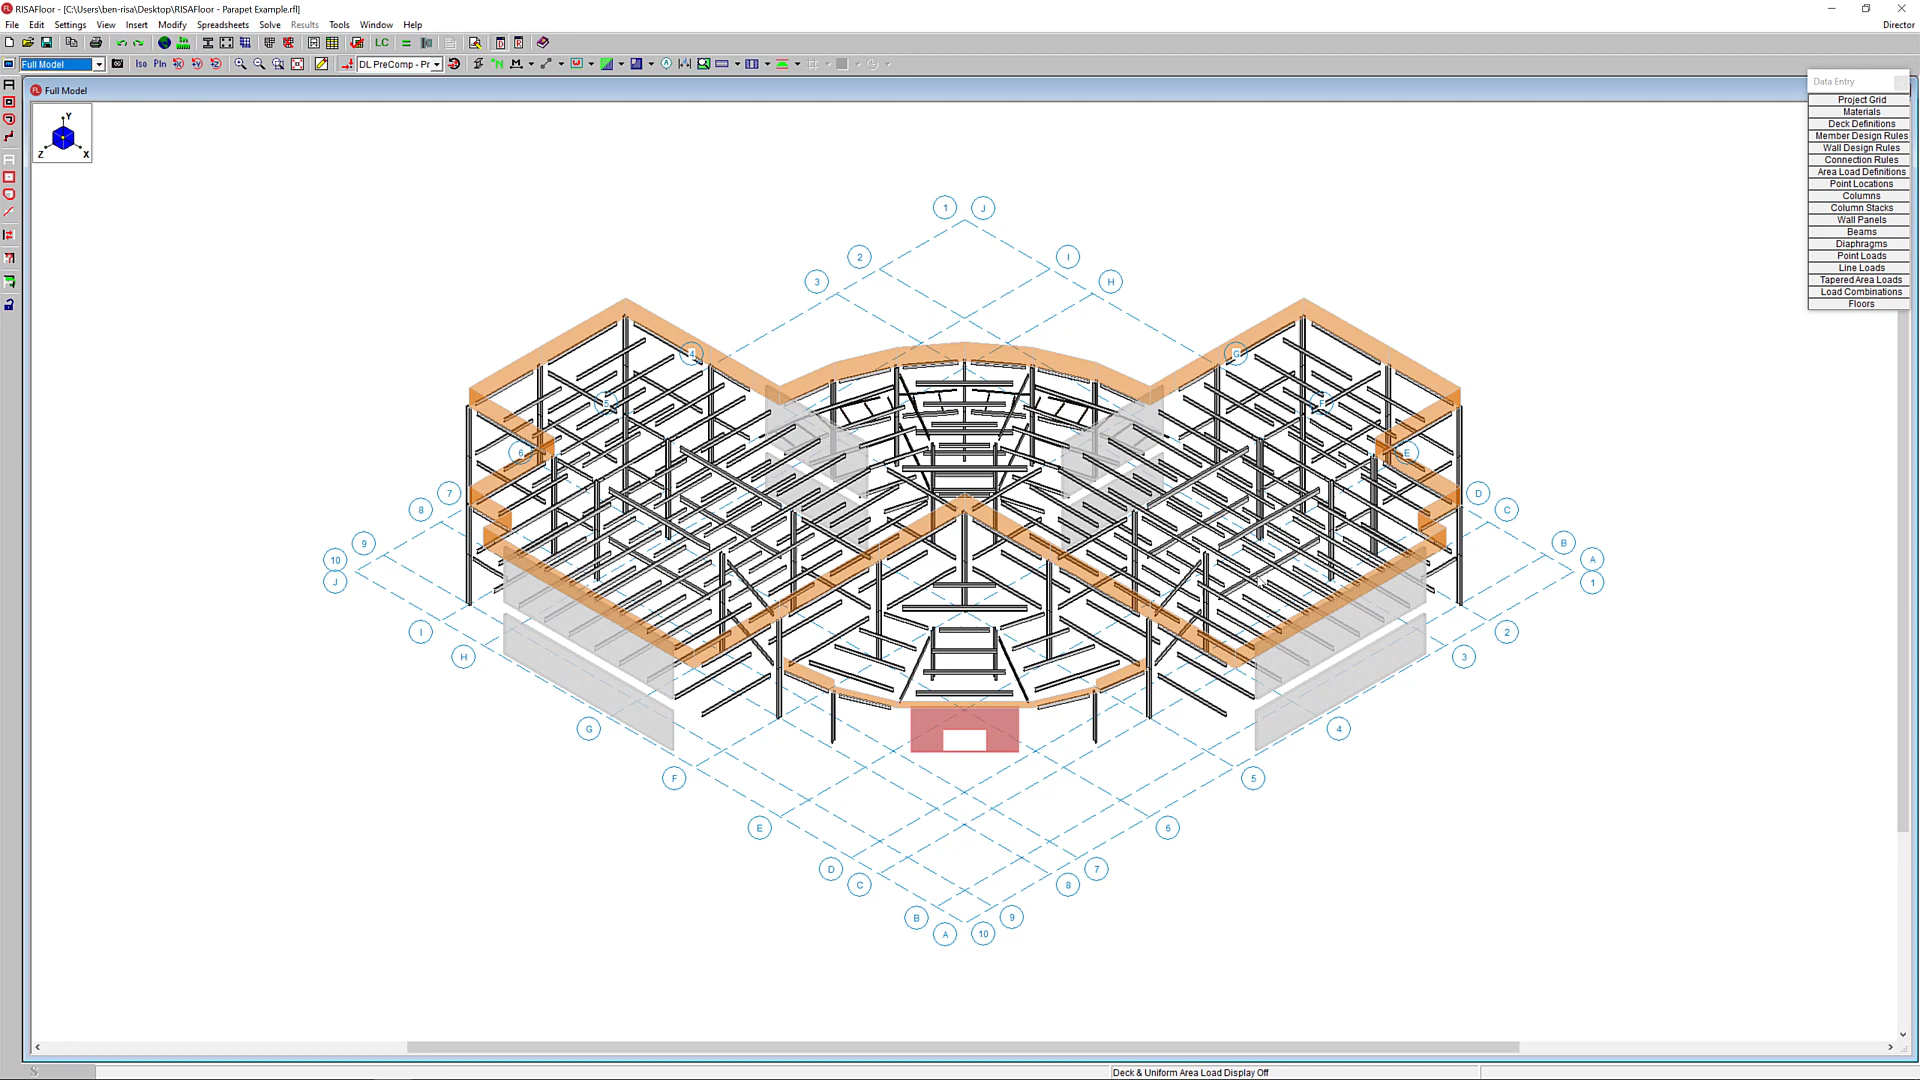 RISAFloor - [C:\Users\ben-risa\Desktop\RISAFloor - Parapet Example.rfl]
File Edit Settings View Insert Modify Spreadsheets Solve Results Tools Window Help
Director
LC
Full Model Iso Pln DL PreComp - Pr
Full Model
Y
Z X
Data Entry
Project Grid
Materials
Deck Definitions
Member Design Rules
Wall Design Rules
Connection Rules
Area Load Definitions
Point Locations
Columns
Column Stacks
Wall Panels
Beams
Diaphragms
Point Loads
Line Loads
Tapered Area Loads
Load Combinations
Floors
1 J
2 I
3 H
4 G
5 F
6 E
7 D
8 C
9 B
10 A
J 1
I 2
H 3
G 4
F 5
E 6
D 7
C 8
B 9
A 10
S
Deck & Uniform Area Load Display Off